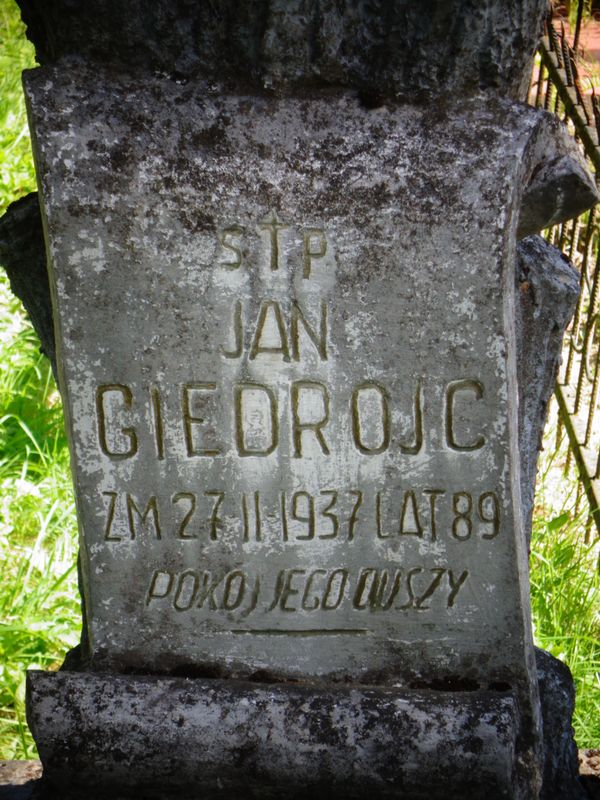 S†P
JAN
GIEDROJC
ZM 27 II 1937 LAT 89
POKÓJ JEGO DUSZY